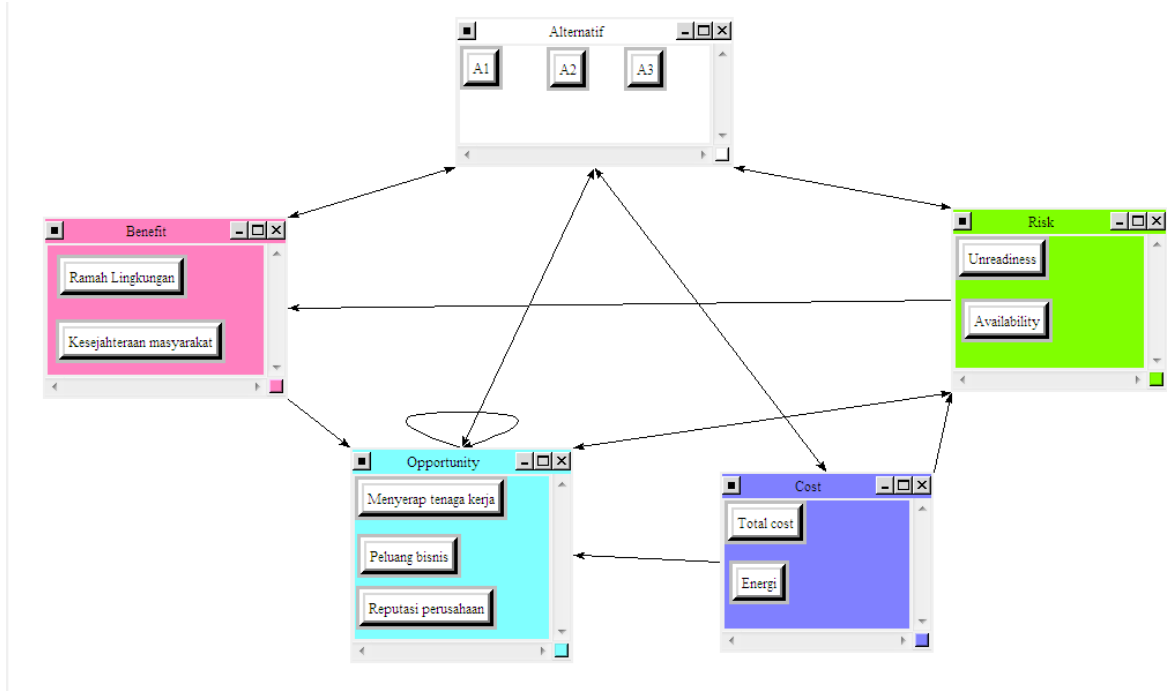 Alternatif
A1 A2 A3
Benefit
Ramah Lingkungan
Kesejahteraan masyarakat
Risk
Unreadiness
Availability
Opportunity
Menyerap tenaga kerja
Peluang bisnis
Reputasi perusahaan
Cost
Total cost
Energi